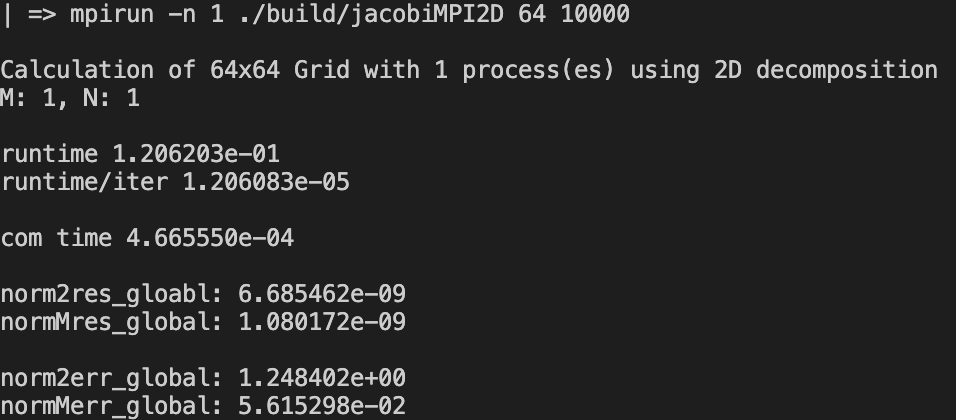 | => mpirun -n 1 ./build/jacobiMPI2D 64 10000
Calculation of 64x64 Grid with 1 process(es) using 2D decomposition
M: 1, N: 1
runtime 1.206203e-01
runtime/iter 1.206083e-05
com time 4.665550e-04
norm2res_gloabl: 6.685462e-09
normMres_global: 1.080172e-09
norm2err_global: 1.248402e+00
normMerr_global: 5.615298e-02